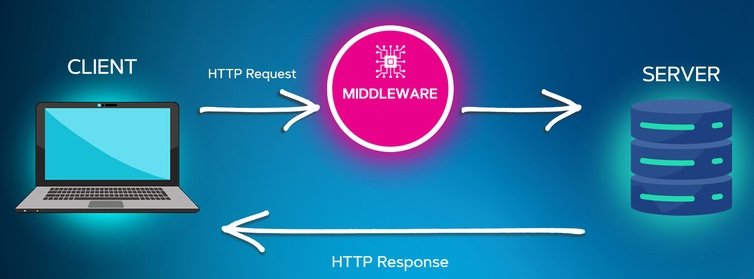 CLIENT
HTTP Request
MIDDLEWARE
SERVER
HTTP Response